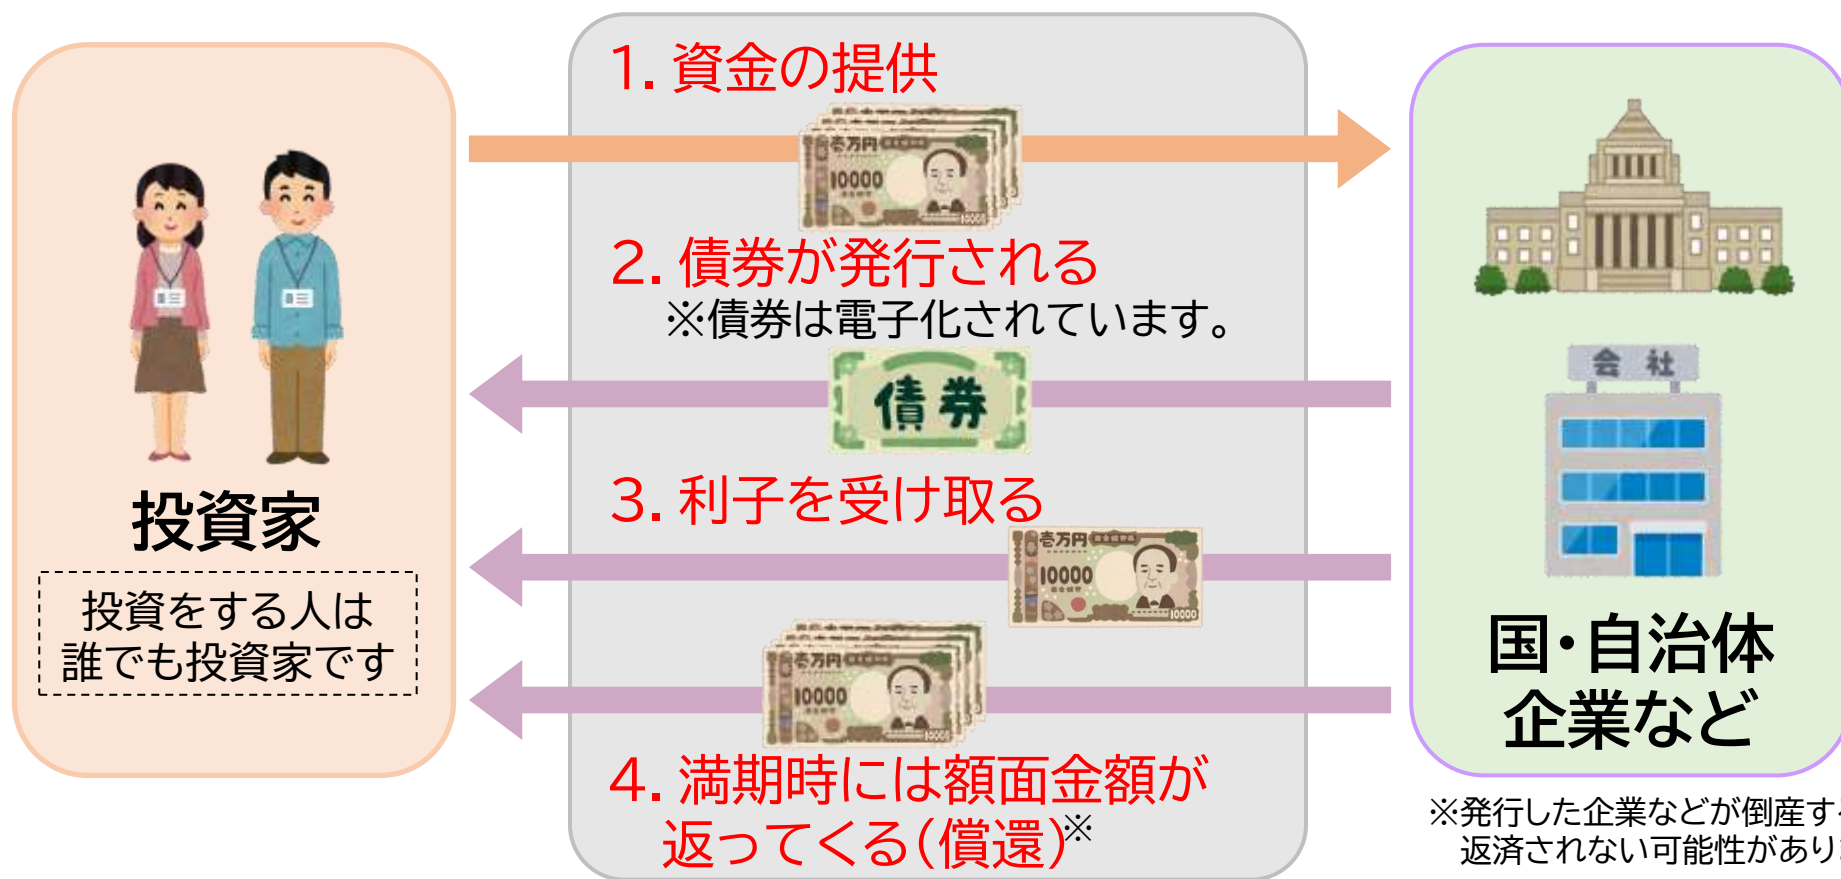 1. 資金の提供
壱万円
10000
10000
2. 債券が発行される
※債券は電子化されています。
債券
3. 利子を受け取る
壱万円
10000
10000
壱万円
10000
10000
4. 満期時には額面金額が
返ってくる(償還)※
投資家
投資をする人は
誰でも投資家です
会社
国・自治体
企業など
※発行した企業などが倒産す
返済されない可能性があり